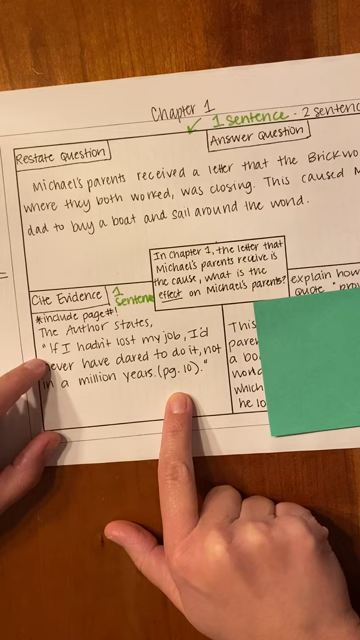 Chapter 1
1 sentence - 2 sentenc
Restate Question
Answer Question
Michael's parents received a letter that the Brickwo
where they both worked, was closing. This caused M
dad to buy a boat and sail around the world.
In chapter 1, the letter that
Michael's parents receive is
the cause, what is the
effect on Michael's parents?
Cite Evidence
1
sentence
*include page#!
The Author states,
"If I hadn't lost my job, I'd
never have dared to do it, not
in a million years.(pg. 10)."
explain how
quote, "pro
This
paren
a bo
which
he lo